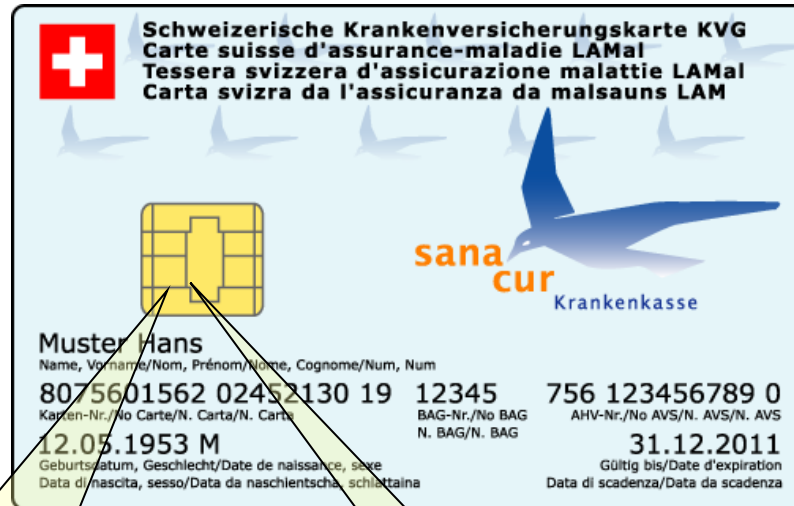 Schweizerische Krankenversicherungskarte KVG
Carte suisse d'assurance-maladie LAMal
Tessera svizzera d'assicurazione malattie LAMal
Carta svizra da l'assicuranza da malsauns LAM
sana
cur
Krankenkasse
Muster Hans
Name, Vorname/Nom, Prénom/Nome, Cognome/Num, Num
8075601562 02452130 19 12345 756 123456789 0
Karten-Nr./No Carte/N. Carta/N. Carta BAG-Nr./No BAG AHV-Nr./No AVS/N. AVS/N. AVS
N. BAG/N. BAG
12.05.1953 M 31.12.2011
Geburtsdatum, Geschlecht/Date de naissance, sexe Gültig bis/Date d'expiration
Data di nascita, sesso/Data da naschientscha, schlattaina Data di scadenza/Data da scadenza